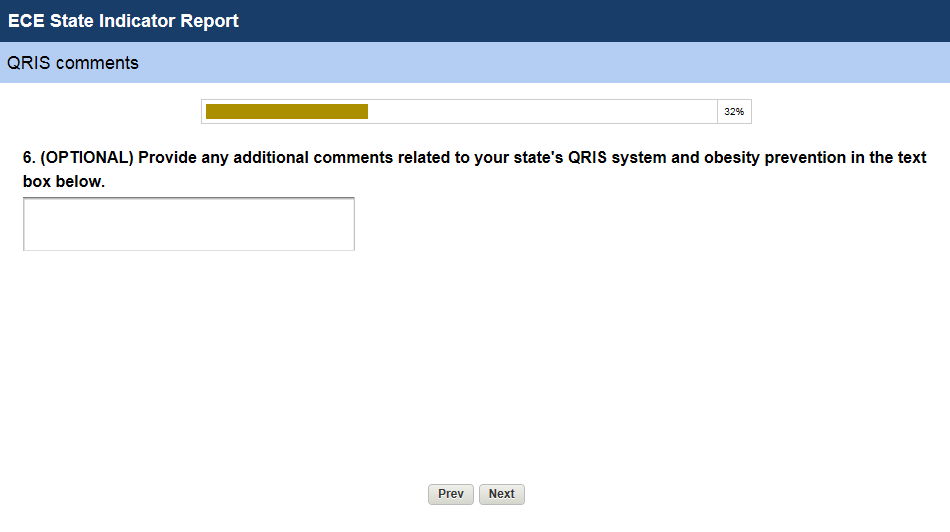 ECE State Indicator Report
QRIS comments
32%
6. (OPTIONAL) Provide any additional comments related to your state's QRIS system and obesity prevention in the text
box below.
Prev Next